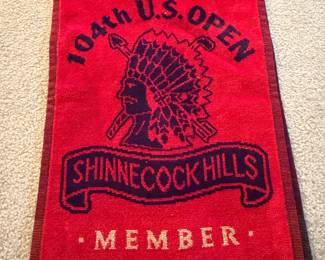 104th U.S. OPEN
SHINNECOCK HILLS
· MEMBER ·